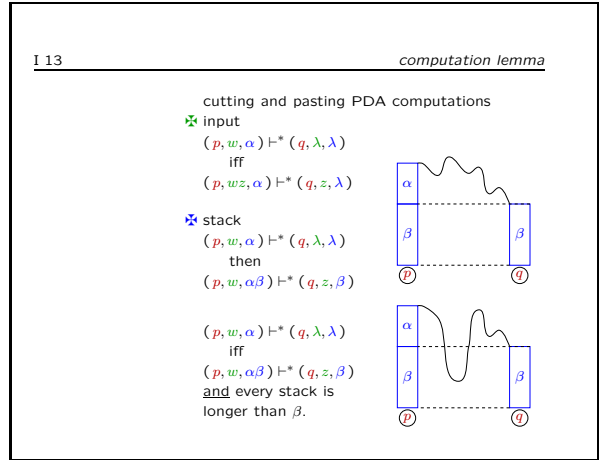 I 13 computation lemma
cutting and pasting PDA computations
✠ input
(p, w, α) ⊢* (q, λ, λ)
iff
(p, wz, α) ⊢* (q, z, λ)
✠ stack
(p, w, α) ⊢* (q, λ, λ)
then
(p, w, αβ) ⊢* (q, z, β)
(p, w, α) ⊢* (q, λ, λ)
iff
(p, w, αβ) ⊢* (q, z, β)
and every stack is
longer than β.
α
β β
p q
α
β β
p q